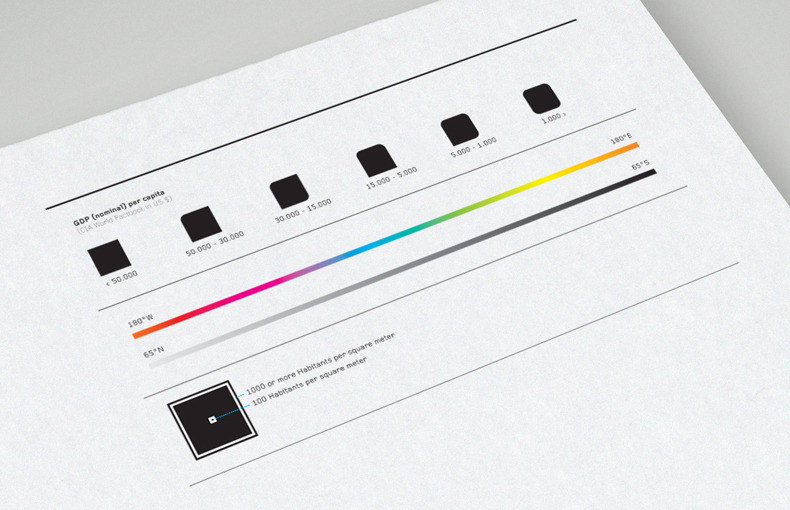 GDP (nominal) per capita
(CIA World Factbook in US $)
‹ 50.000
50.000 - 30.000
30.000 - 15.000
15.000 - 5.000
5.000 - 1.000
1.000 ›
180°W
180°E
65°N
65°S
1000 or more Habitants per square meter
100 Habitants per square meter